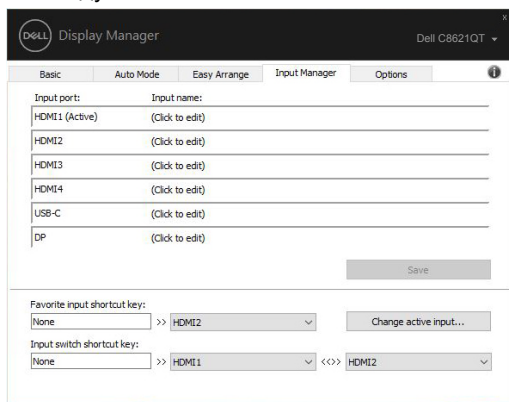 DELL Display Manager
Dell C8621QT
Basic Auto Mode Easy Arrange Input Manager Options
Input port: Input name:
HDMI1 (Active) (Click to edit)
HDMI2 (Click to edit)
HDMI3 (Click to edit)
HDMI4 (Click to edit)
USB-C (Click to edit)
DP (Click to edit)
Save
Favorite input shortcut key:
None >> HDMI2 Change active input...
Input switch shortcut key:
None >> HDMI1 <<>> HDMI2